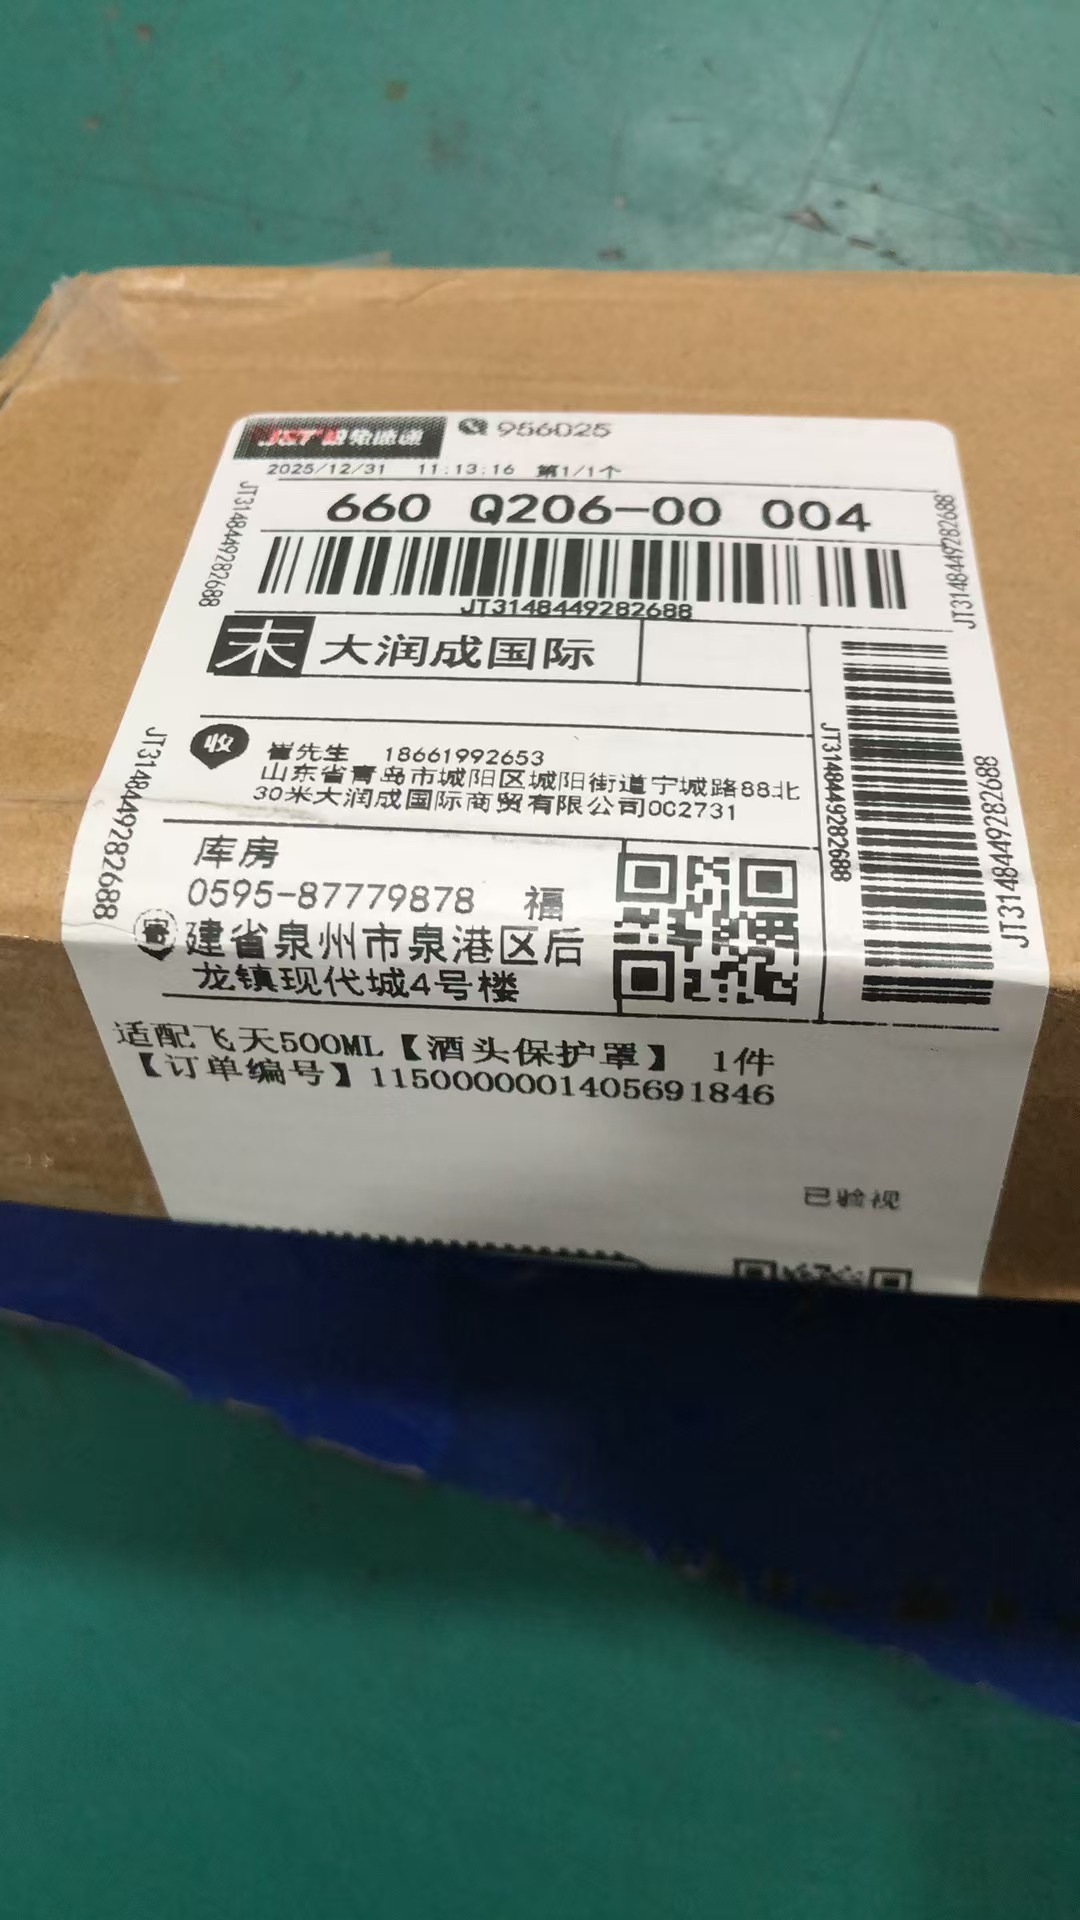 J&T 极兔速递 956025
2025/12/31 11:13:16 第1/1个
660 Q206-00 004
JT3148449282688
JT3148449282688
JT3148449282688
末 大润成国际
收 崔先生 18661992653
山东省青岛市城阳区城阳街道宁城路88北
30米大润成国际商贸有限公司0C2731
JT3148449282688
JT3148449282688
JT3148449282688
库房
0595-87779878 福
寄 建省泉州市泉港区后
龙镇现代城4号楼
适配飞天500ML【酒头保护罩】 1件
【订单编号】1150000001405691846
已验视